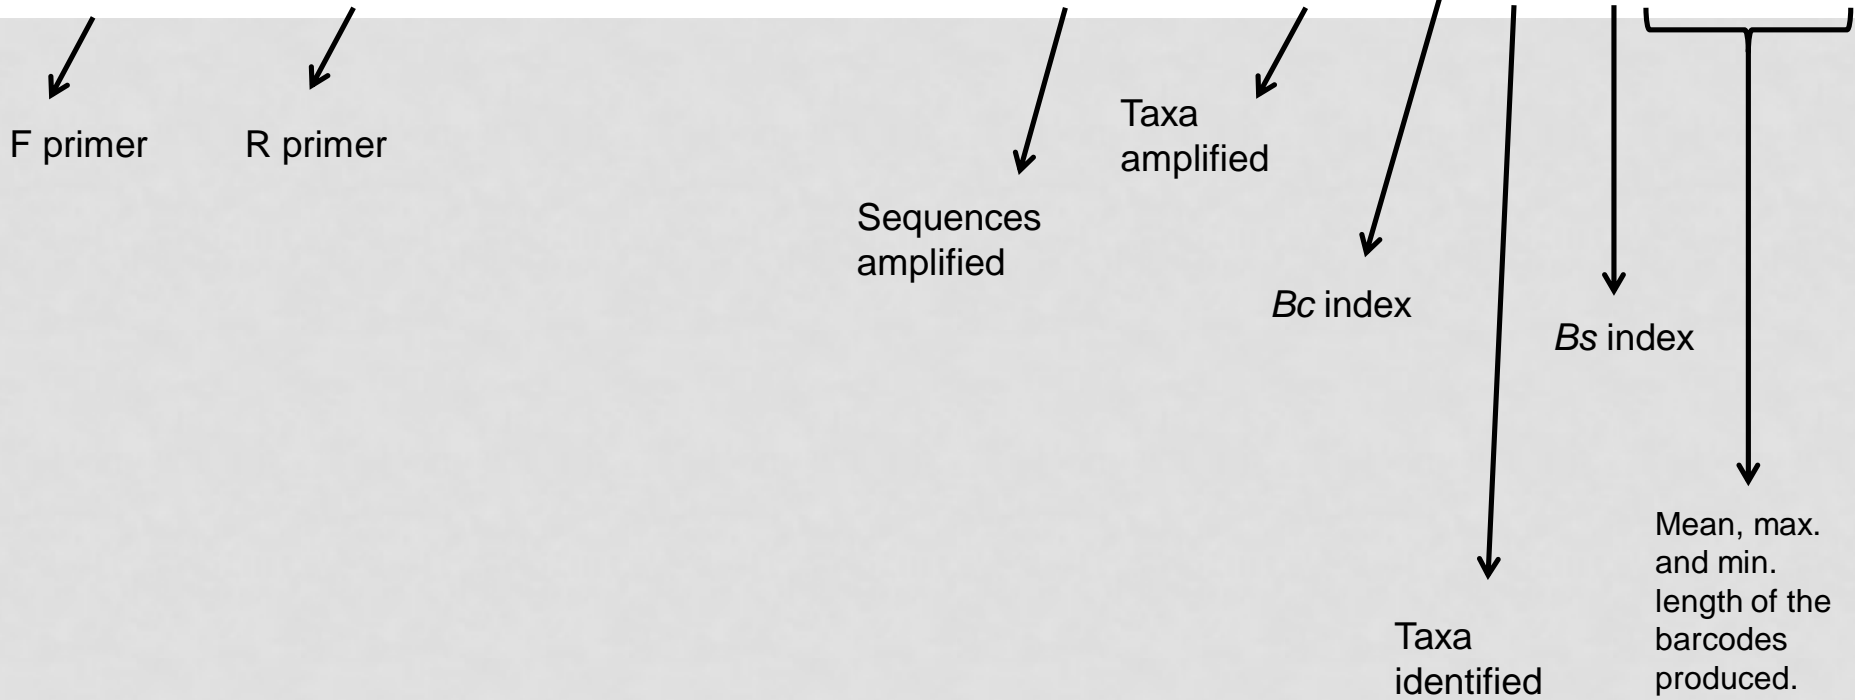 F primer
R primer
Sequences
amplified
Taxa
amplified
Bc index
Taxa
identified
Bs index
Mean, max.
and min.
length of the
barcodes
produced.